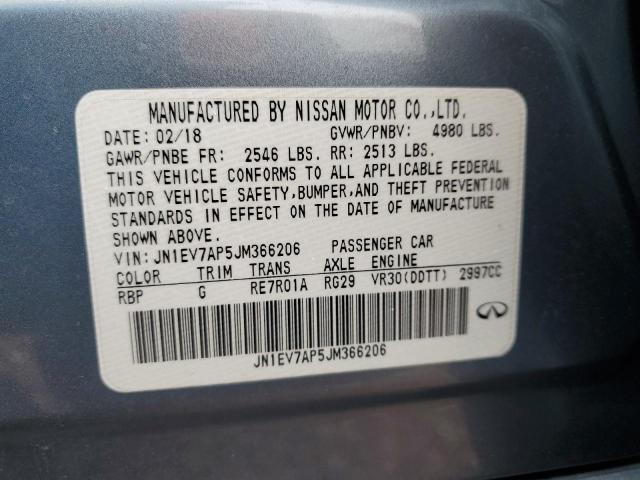 MANUFACTURED BY NISSAN MOTOR CO.,LTD.
DATE: 02/18 GVWR/PNBV: 4980 LBS.
GAWR/PNBE FR: 2546 LBS. RR: 2513 LBS.
THIS VEHICLE CONFORMS TO ALL APPLICABLE FEDERAL
MOTOR VEHICLE SAFETY,BUMPER,AND THEFT PREVENTION
STANDARDS IN EFFECT ON THE DATE OF MANUFACTURE
SHOWN ABOVE.
VIN: JN1EV7AP5JM366206 PASSENGER CAR
COLOR TRIM TRANS AXLE ENGINE
RBP G RE7R01A RG29 VR30(DDTT) 2997CC
JN1EV7AP5JM366206